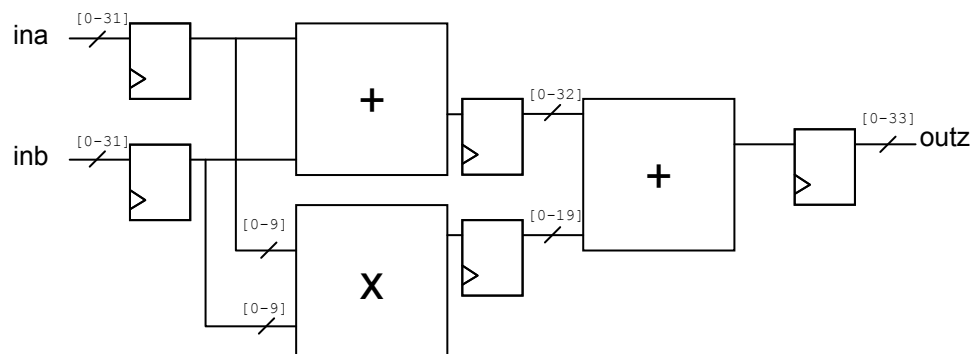 [0-31]
ina
+
[0-32]
[0-33]
[0-31]
inb
outz
+
[0-9]
[0-19]
X
[0-9]